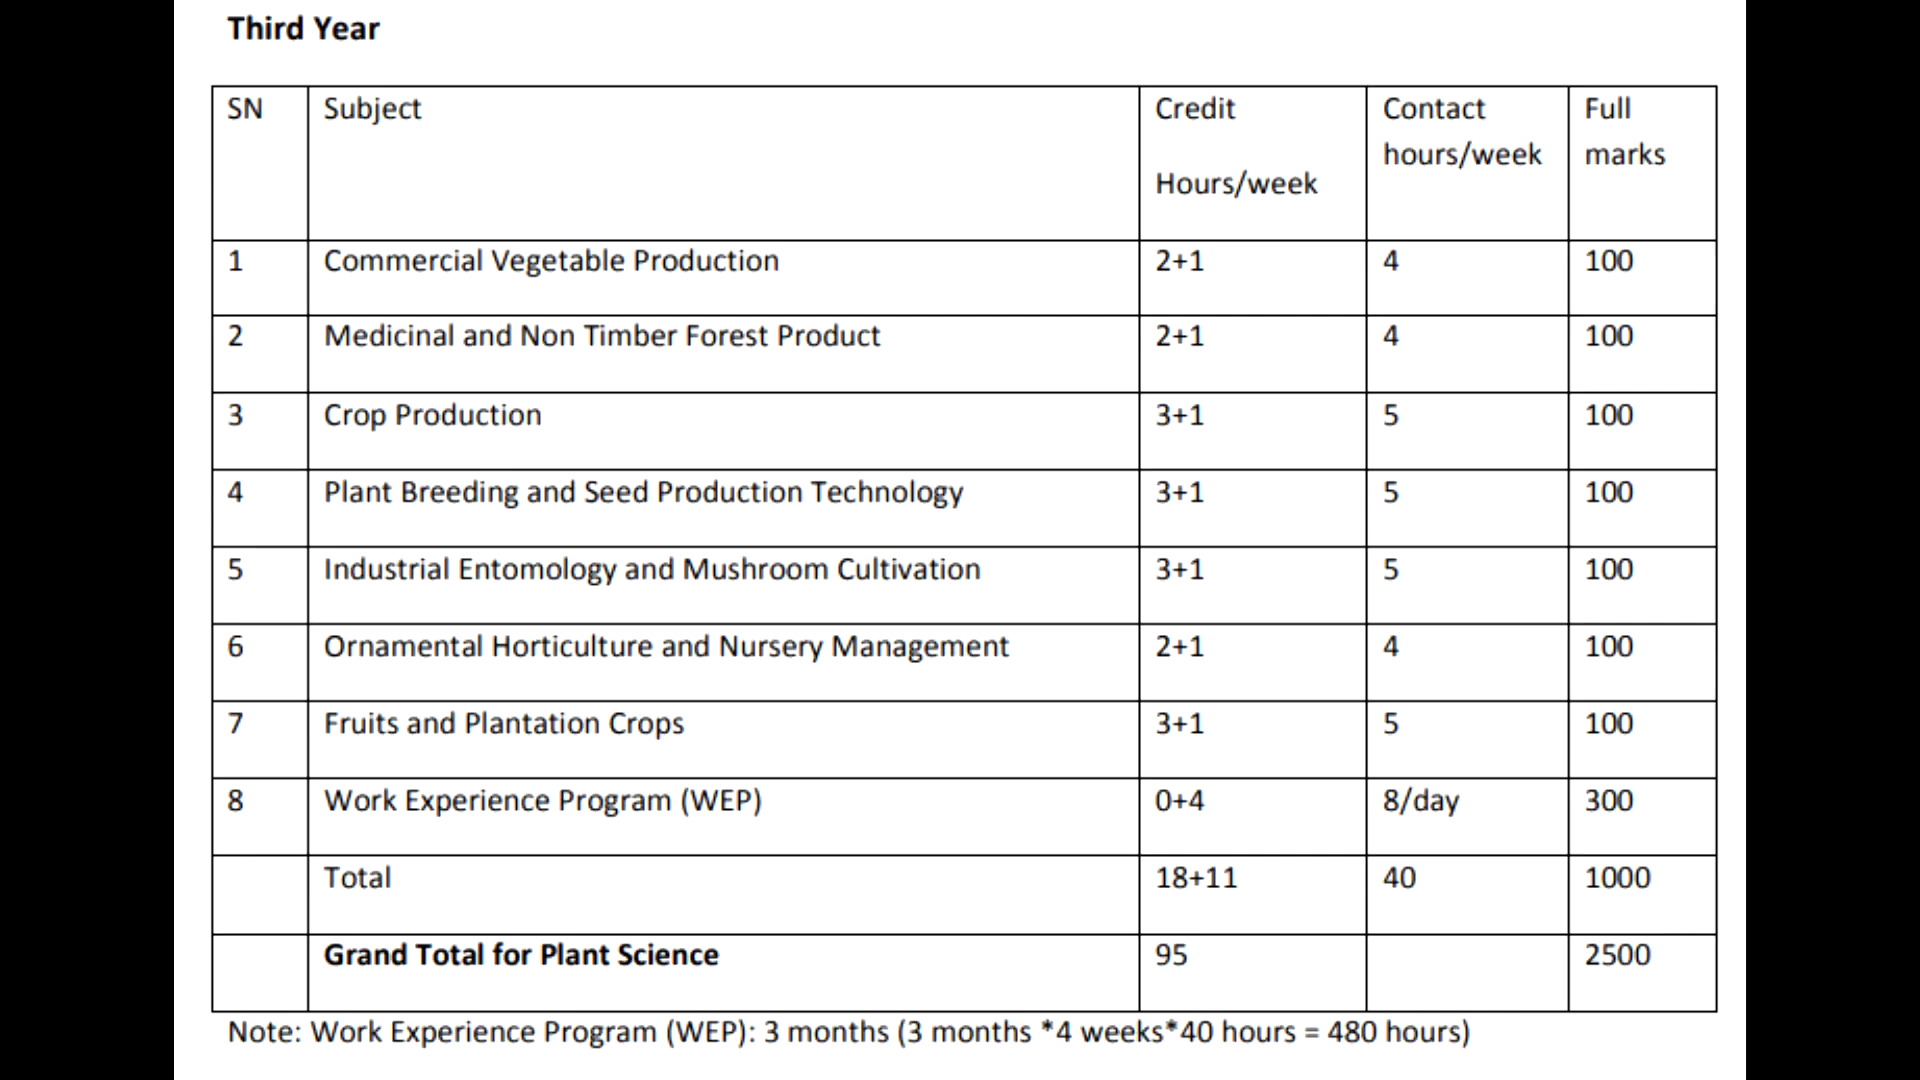 Third Year
SN Subject Credit Hours/week Contact hours/week Full marks
1 Commercial Vegetable Production 2+1 4 100
2 Medicinal and Non Timber Forest Product 2+1 4 100
3 Crop Production 3+1 5 100
4 Plant Breeding and Seed Production Technology 3+1 5 100
5 Industrial Entomology and Mushroom Cultivation 3+1 5 100
6 Ornamental Horticulture and Nursery Management 2+1 4 100
7 Fruits and Plantation Crops 3+1 5 100
8 Work Experience Program (WEP) 0+4 8/day 300
Total 18+11 40 1000
Grand Total for Plant Science 95 2500
Note: Work Experience Program (WEP): 3 months (3 months *4 weeks*40 hours = 480 hours)